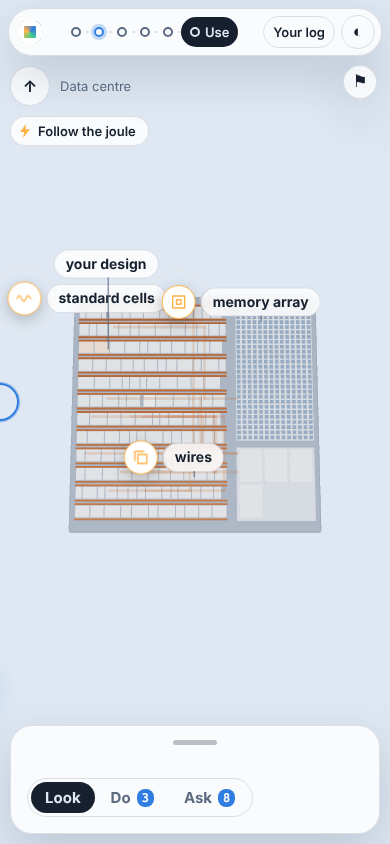 Use
Your log
Data centre
Follow the joule
your design
standard cells
memory array
wires
Look
Do 3
Ask 8